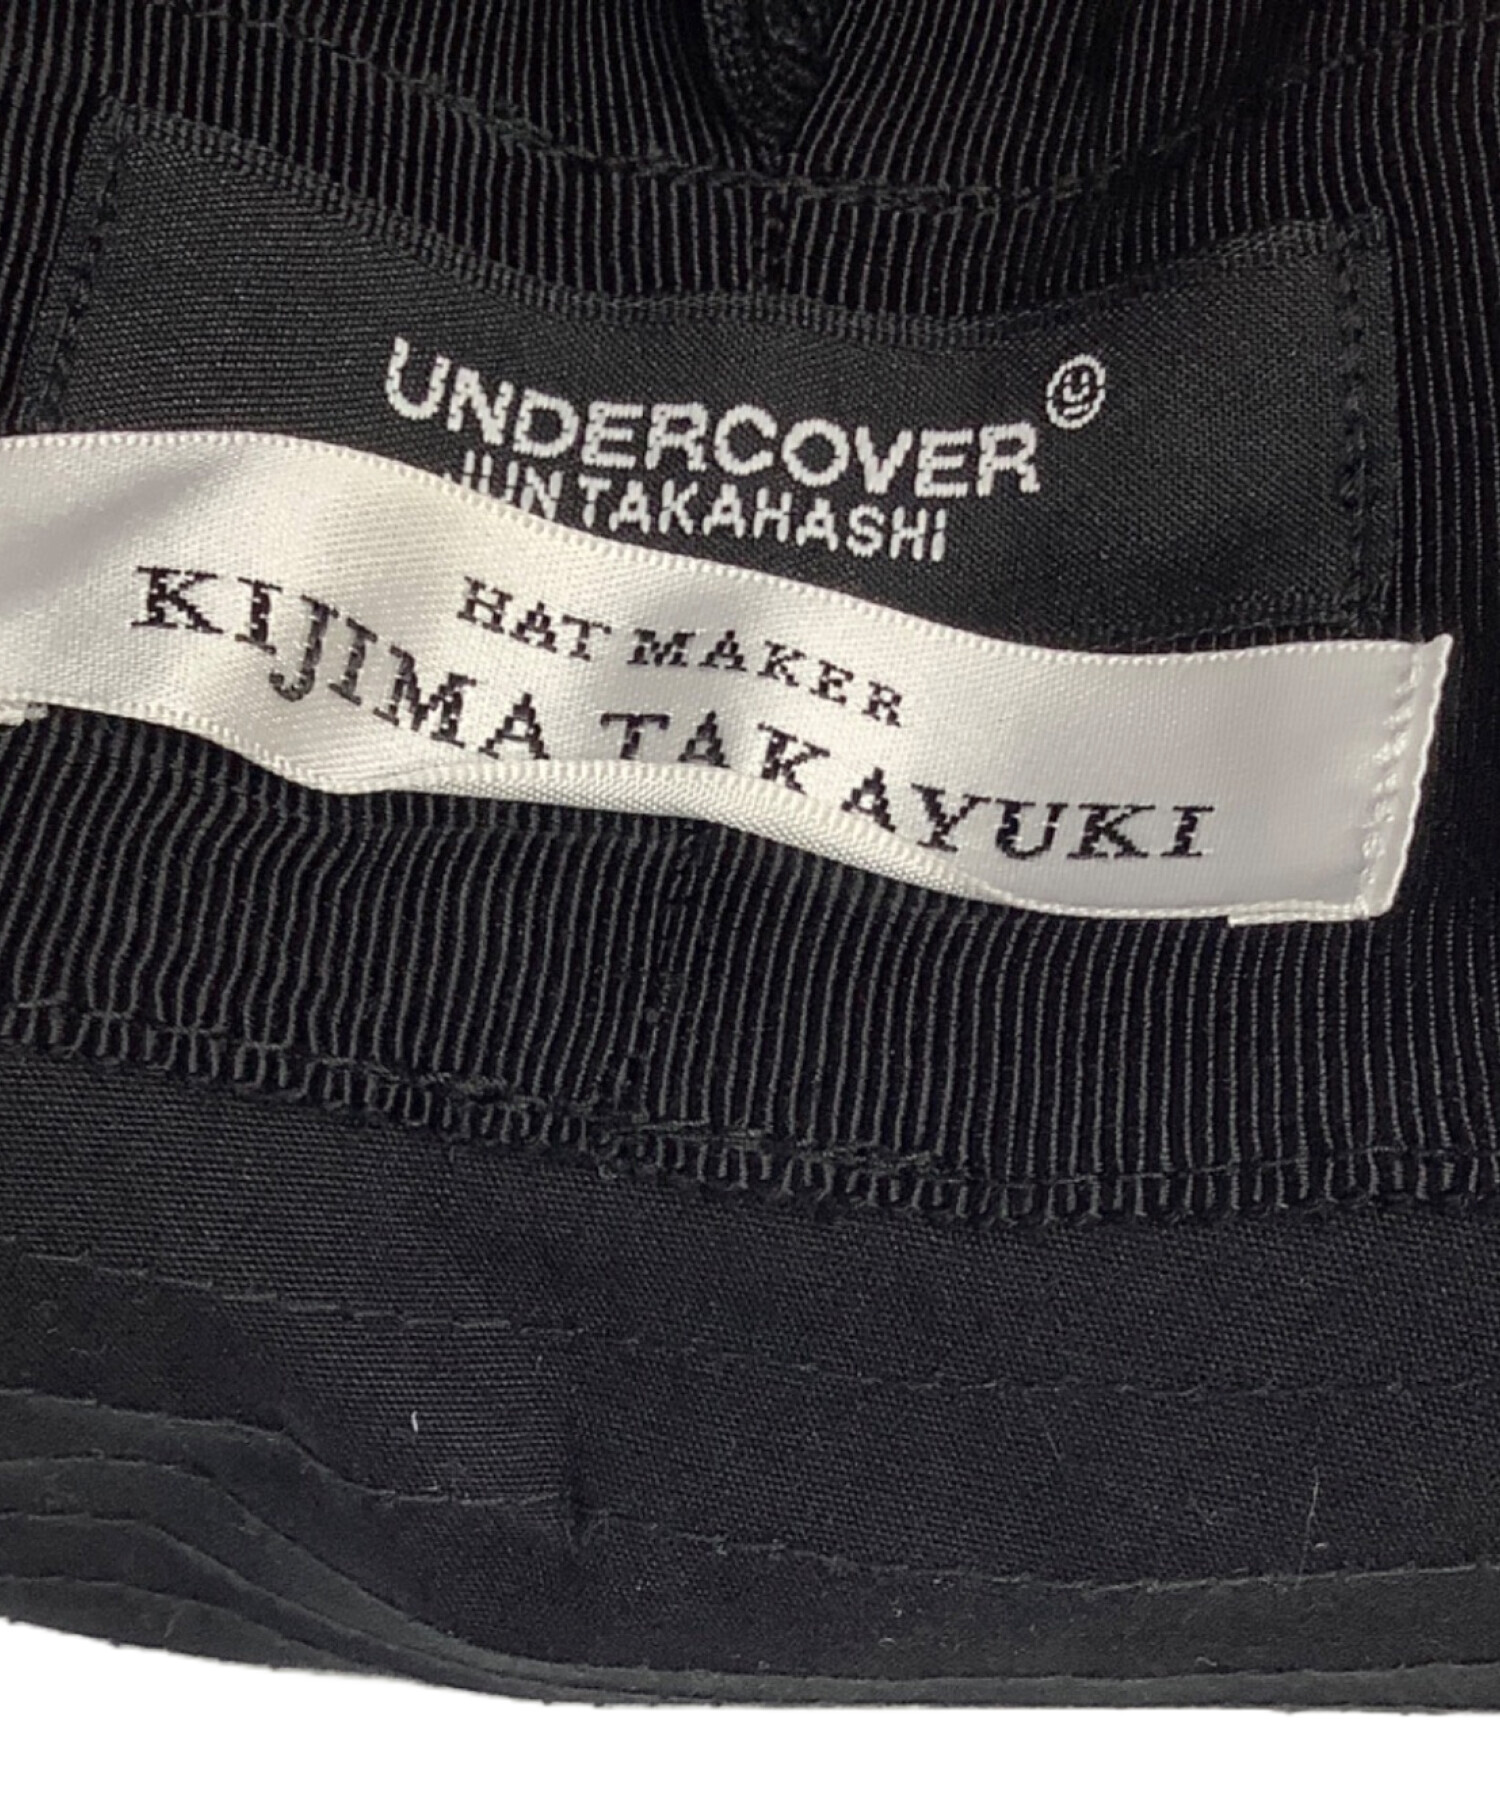 UNDERCOVER
JUN TAKAHASHI
HAT MAKER
KIJIMA TAKAYUKI